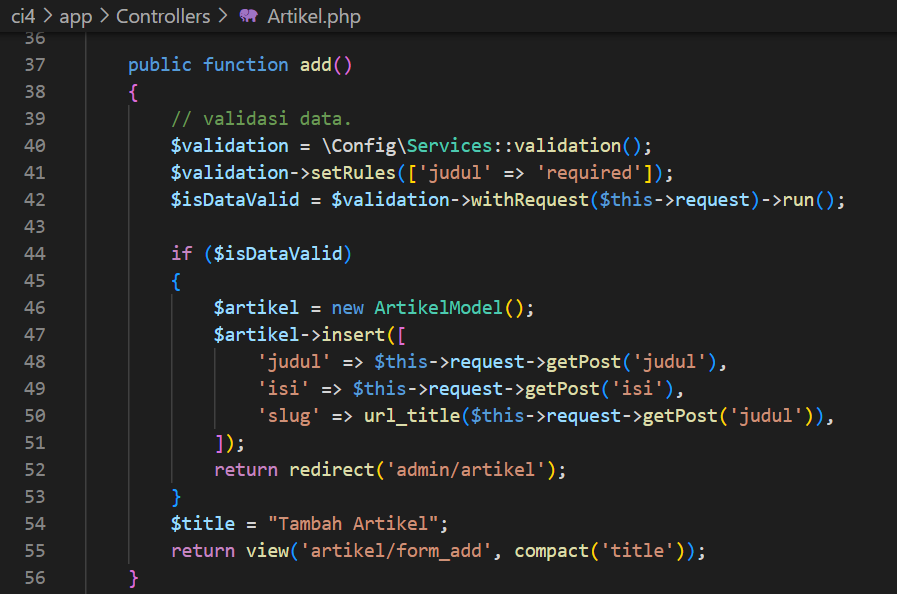 ci4 > app > Controllers > Artikel.php
36
37 public function add()
38 {
39 // validasi data.
40 $validation = \Config\Services::validation();
41 $validation->setRules(['judul' => 'required']);
42 $isDataValid = $validation->withRequest($this->request)->run();
43
44 if ($isDataValid)
45 {
46 $artikel = new ArtikelModel();
47 $artikel->insert([
48 'judul' => $this->request->getPost('judul'),
49 'isi' => $this->request->getPost('isi'),
50 'slug' => url_title($this->request->getPost('judul')),
51 ]);
52 return redirect('admin/artikel');
53 }
54 $title = "Tambah Artikel";
55 return view('artikel/form_add', compact('title'));
56 }